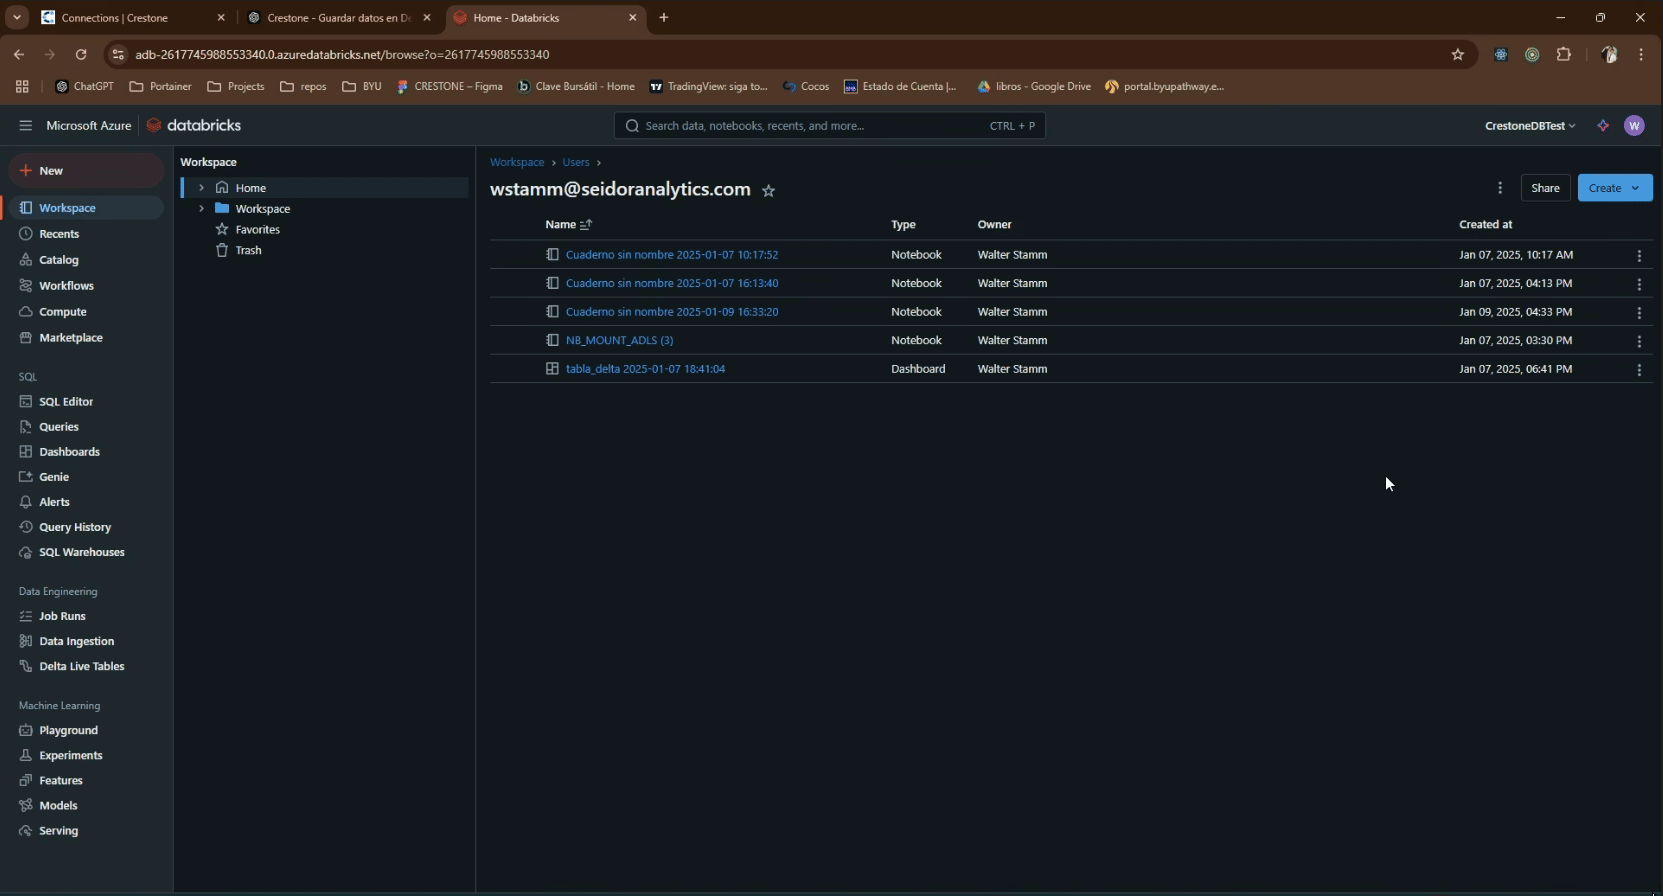 Connections | Crestone
Crestone - Guardar datos en De
Home - Databricks
adb-2617745988553340.0.azuredatabricks.net/browse?o=2617745988553340
ChatGPT
Portainer
Projects
repos
BYU
CRESTONE – Figma
Clave Bursátil - Home
TradingView: siga to...
Cocos
Estado de Cuenta |...
libros - Google Drive
portal.byupathway.e...
Microsoft Azure
databricks
Search data, notebooks, recents, and more...
CTRL + P
CrestoneDBTest
W
New
Workspace
Recents
Catalog
Workflows
Compute
Marketplace
SQL
SQL Editor
Queries
Dashboards
Genie
Alerts
Query History
SQL Warehouses
Data Engineering
Job Runs
Data Ingestion
Delta Live Tables
Machine Learning
Playground
Experiments
Features
Models
Serving
Workspace
Home
Workspace
Favorites
Trash
Workspace › Users ›
wstamm@seidoranalytics.com
Share
Create
Name Type Owner Created at
Cuaderno sin nombre 2025-01-07 10:17:52 Notebook Walter Stamm Jan 07, 2025, 10:17 AM
Cuaderno sin nombre 2025-01-07 16:13:40 Notebook Walter Stamm Jan 07, 2025, 04:13 PM
Cuaderno sin nombre 2025-01-09 16:33:20 Notebook Walter Stamm Jan 09, 2025, 04:33 PM
NB_MOUNT_ADLS (3) Notebook Walter Stamm Jan 07, 2025, 03:30 PM
tabla_delta 2025-01-07 18:41:04 Dashboard Walter Stamm Jan 07, 2025, 06:41 PM